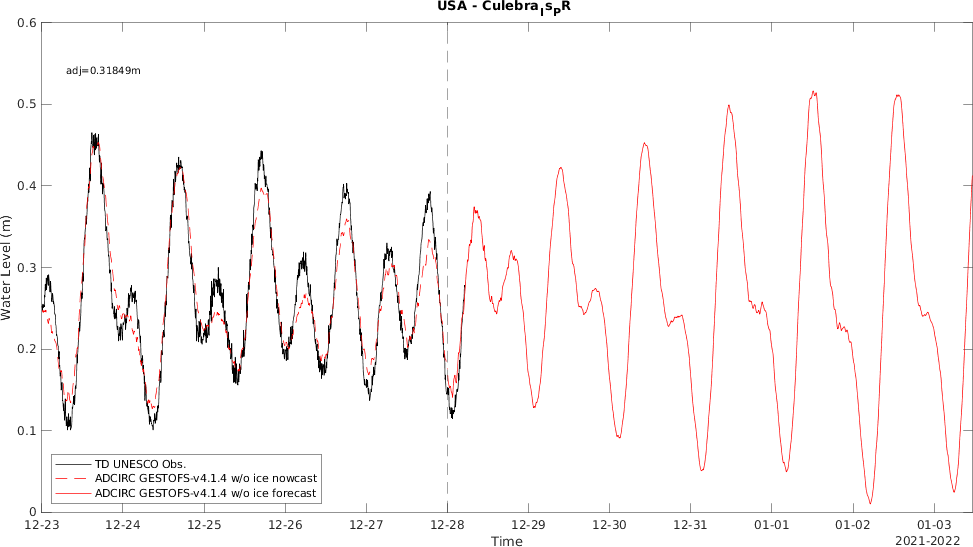 USA - Culebra_Is_PR
0.6
adj=0.31849m
0.5
0.4
0.3
0.2
0.1
0
Water Level (m)
TD UNESCO Obs.
ADCIRC GESTOFS-v4.1.4 w/o ice nowcast
ADCIRC GESTOFS-v4.1.4 w/o ice forecast
12-23 12-24 12-25 12-26 12-27 12-28 12-29 12-30 12-31 01-01 01-02 01-03
Time
2021-2022